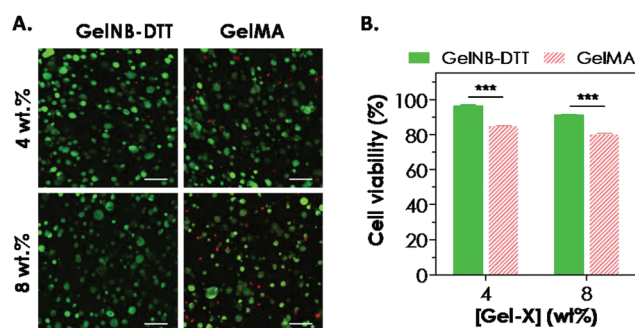 A.
GelNB-DTT GelMA
4 wt.%
8 wt.%
B.
GelNB-DTT GelMA
Cell viability (%)
100
80
60
40
20
0
*** ***
4 8
[Gel-X] (wt%)